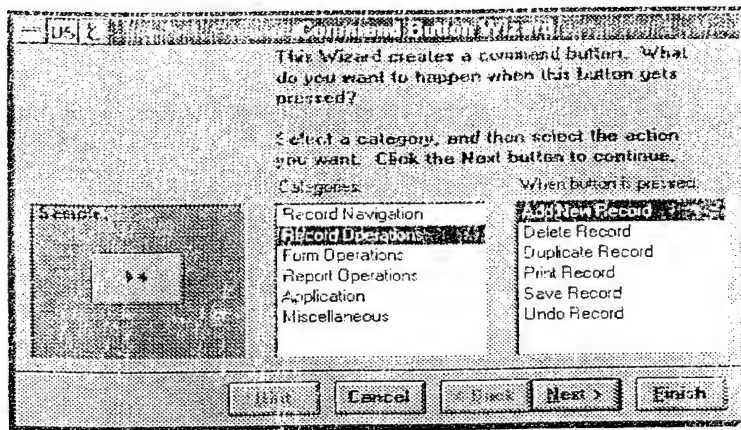 US
Command Button Wizard
This Wizard creates a command button. What
do you want to happen when this button gets
pressed?
Select a category, and then select the action
you want. Click the Next button to continue.
Sample:
Categories:
When button is pressed:
Record Navigation
Record Operations
Form Operations
Report Operations
Application
Miscellaneous
Add New Record
Delete Record
Duplicate Record
Print Record
Save Record
Undo Record
Hint
Cancel
< Back
Next >
Finish